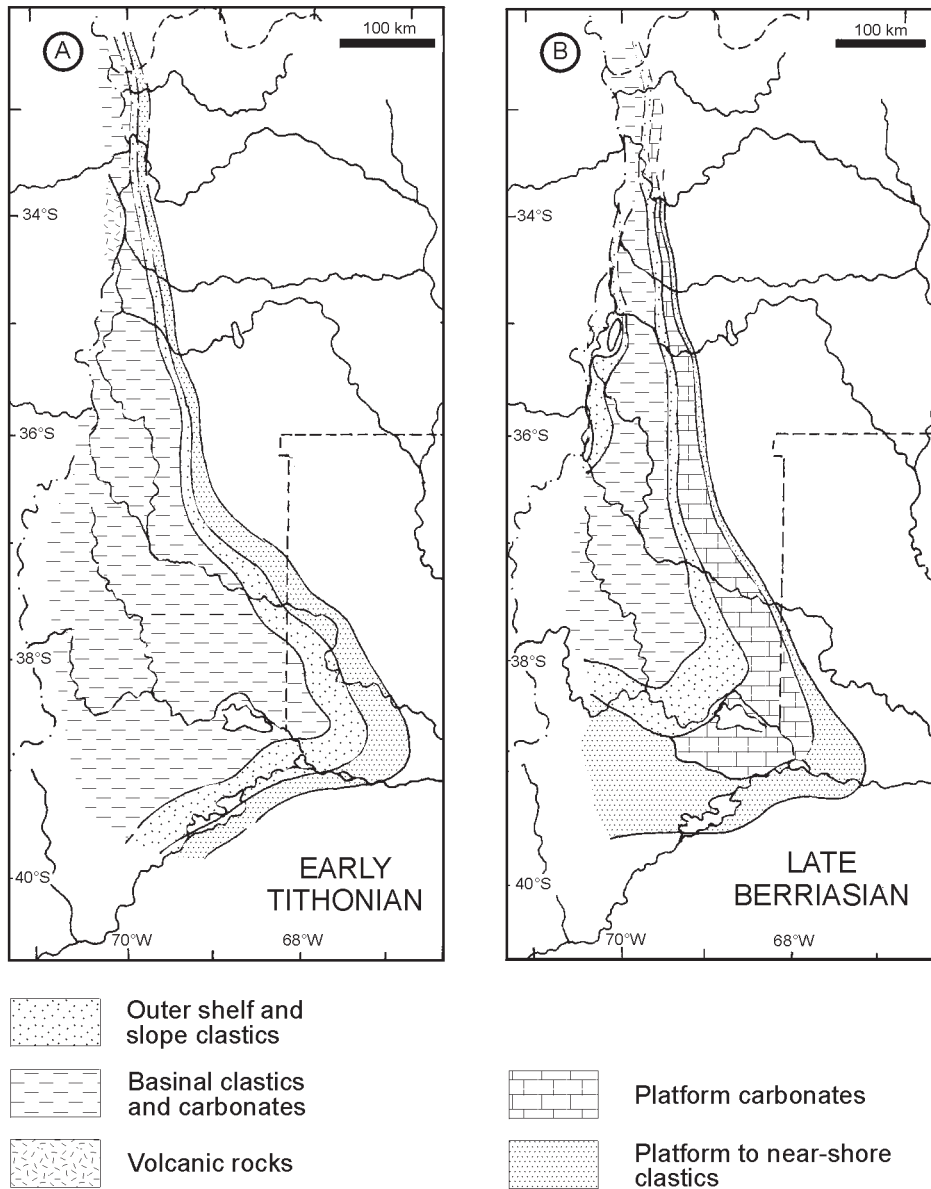 A
100 km
34°S
36°S
38°S
40°S
70°W
68°W
EARLY
TITHONIAN
B
100 km
34°S
36°S
38°S
40°S
70°W
68°W
LATE
BERRIASIAN
Outer shelf and
slope clastics
Basinal clastics
and carbonates
Volcanic rocks
Platform carbonates
Platform to near-shore
clastics